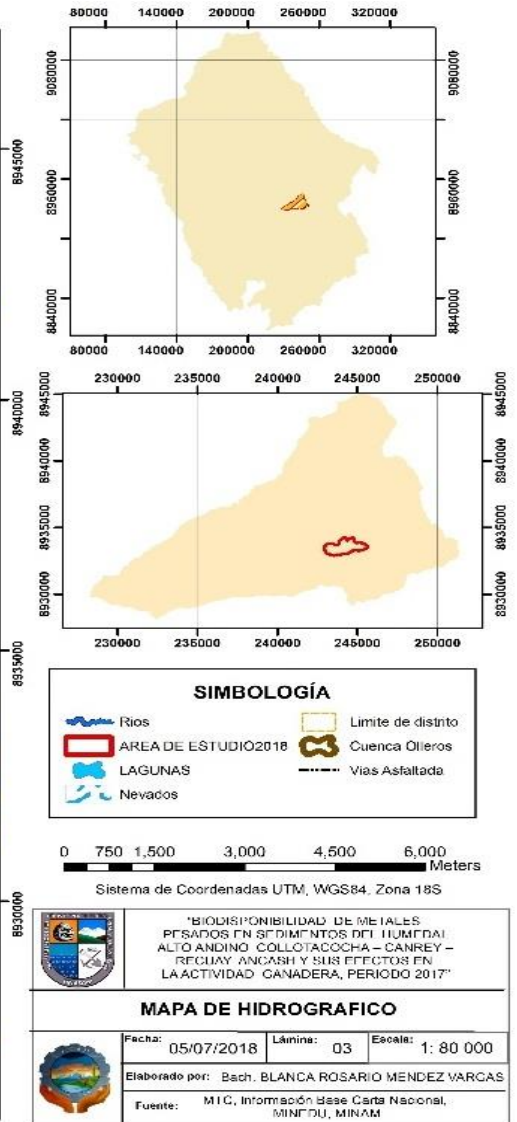 80000 140000 200000 260000 320000
9080000 9080000
8960000 8960000
8840000 8840000
80000 140000 200000 260000 320000
8945000
8940000
8935000
8930000
230000 235000 240000 245000 250000
8945000 8945000
8940000 8940000
8935000 8935000
8930000 8930000
230000 235000 240000 245000 250000
SIMBOLOGÍA
Rios
AREA DE ESTUDIO2018
LAGUNAS
Nevados
Limite de distrito
Cuenca Olleros
Vias Asfaltada
0 750 1,500 3,000 4,500 6,000
Meters
Sistema de Coordenadas UTM, WGS84, Zona 18S
"BIODISPONIBILIDAD DE METALES
PESADOS EN SEDIMENTOS DEL HUMEDAL
ALTO ANDINO COLLOTACOCHA – CANREY –
RECUAY ANCASH Y SUS EFECTOS EN
LA ACTIVIDAD GANADERA, PERIODO 2017"
MAPA DE HIDROGRAFICO
Fecha: 05/07/2018 Lámina: 03 Escala: 1: 80 000
Elaborado por: Bach. BLANCA ROSARIO MENDEZ VARGAS
Fuente: MTC, Información Base Carta Nacional,
MINEDU, MINAM